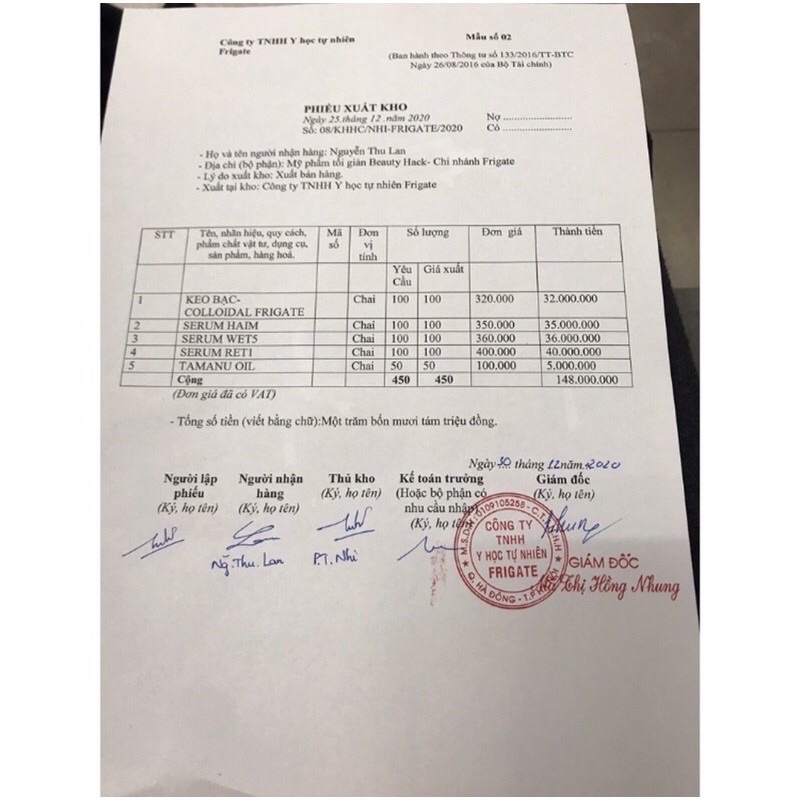 Công ty TNHH Y học tự nhiên
Frigate
Mẫu số 02
(Ban hành theo Thông tư số 133/2016/TT-BTC
Ngày 26/08/2016 của Bộ Tài chính)
PHIẾU XUẤT KHO
Ngày 25.tháng 12 .năm 2020
Số: 08/KHHC/NHI-FRIGATE/2020
Nợ ........................
Có ........................
- Họ và tên người nhận hàng: Nguyễn Thu Lan
- Địa chỉ (bộ phận): Mỹ phẩm tối giản Beauty Hack- Chi nhánh Frigate
- Lý do xuất kho: Xuất bán hàng.
- Xuất tại kho: Công ty TNHH Y học tự nhiên Frigate
STT Tên, nhãn hiệu, quy cách, phẩm chất vật tư, dụng cụ, sản phẩm, hàng hoá. Mã số Đơn vị tính Số lượng Đơn giá Thành tiền
Yêu Cầu Giá xuất
1 KEO BẠC- COLLOIDAL FRIGATE Chai 100 100 320.000 32.000.000
2 SERUM HAIM Chai 100 100 350.000 35.000.000
3 SERUM WET5 Chai 100 100 360.000 36.000.000
4 SERUM RET1 Chai 100 100 400.000 40.000.000
5 TAMANU OIL Chai 50 50 100.000 5.000.000
Cộng 450 450 148.000.000
(Đơn giá đã có VAT)
- Tổng số tiền (viết bằng chữ):Một trăm bốn mươi tám triệu đồng.
Ngày 30 tháng 12 năm 2020
Người lập phiếu
(Ký, họ tên)
Người nhận hàng
(Ký, họ tên)
Thủ kho
(Ký, họ tên)
Kế toán trưởng
(Hoặc bộ phận có nhu cầu nhập)
(Ký, họ tên)
Giám đốc
(Ký, họ tên)
Ng. Thu. Lan
P.T. Nhi
Nhung
M.S.D.N: 0109105256 - C.T.T.N.H.H
CÔNG TY
TNHH
Y HỌC TỰ NHIÊN
FRIGATE
Q. HÀ ĐÔNG - T.P HÀ NỘI
GIÁM ĐỐC
Hà Thị Hồng Nhung